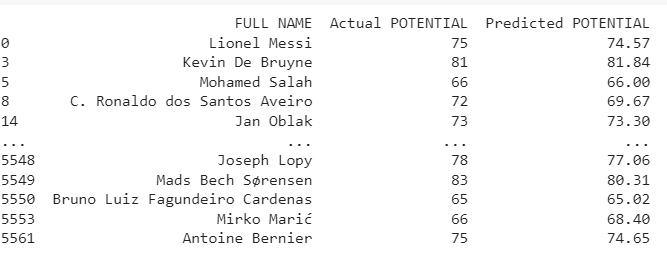 FULL NAME Actual POTENTIAL Predicted POTENTIAL
0 Lionel Messi 75 74.57
3 Kevin De Bruyne 81 81.84
5 Mohamed Salah 66 66.00
8 C. Ronaldo dos Santos Aveiro 72 69.67
14 Jan Oblak 73 73.30
... ... ... ...
5548 Joseph Lopy 78 77.06
5549 Mads Bech Sørensen 83 80.31
5550 Bruno Luiz Fagundeiro Cardenas 65 65.02
5553 Mirko Marić 66 68.40
5561 Antoine Bernier 75 74.65